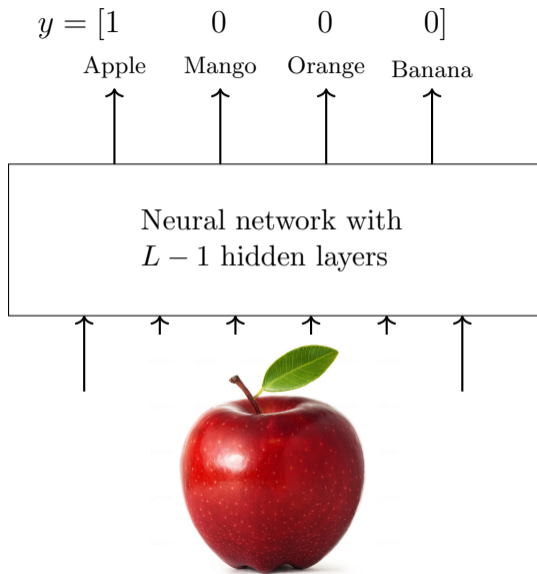 y = [1 0 0 0]
Apple Mango Orange Banana
Neural network with
L − 1 hidden layers